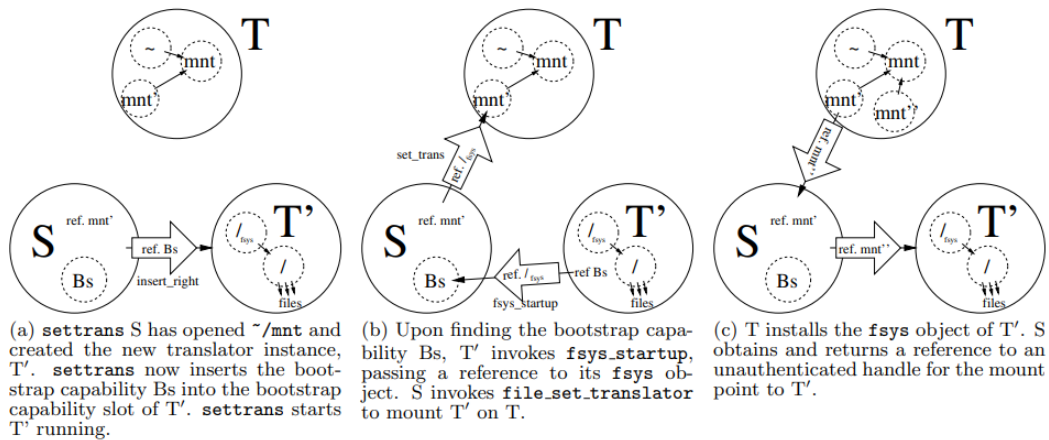 ~
mnt
mnt'
T
S
ref. mnt'
Bs
ref. Bs
insert_right
T'
/fsys
/
files
(a) settrans S has opened ~/mnt and
created the new translator instance,
T′. settrans now inserts the boot-
strap capability Bs into the bootstrap
capability slot of T′. settrans starts
T' running.
~
mnt
mnt'
T
set_trans
ref. /fsys
S
ref. mnt'
Bs
ref. /fsys
fsys_startup
ref Bs
T'
/fsys
/
files
(b) Upon finding the bootstrap capa-
bility Bs, T′ invokes fsys_startup,
passing a reference to its fsys ob-
ject. S invokes file_set_translator
to mount T′ on T.
~
mnt
mnt'
mnt''
T
ref. mnt''
S
ref. mnt'
Bs
ref. mnt''
T'
/fsys
/
files
(c) T installs the fsys object of T′. S
obtains and returns a reference to an
unauthenticated handle for the mount
point to T′.